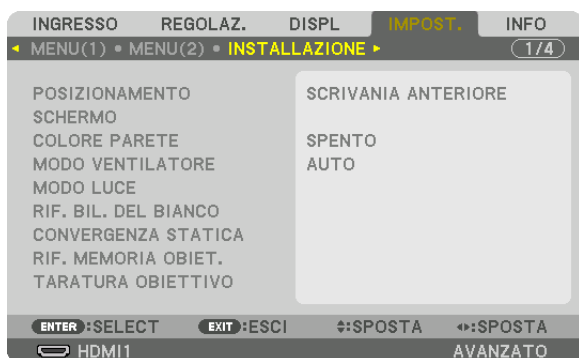 INGRESSO REGOLAZ. DISPL IMPOST. INFO
MENU(1) • MENU(2) • INSTALLAZIONE 1/4
POSIZIONAMENTO SCRIVANIA ANTERIORE
SCHERMO
COLORE PARETE SPENTO
MODO VENTILATORE AUTO
MODO LUCE
RIF. BIL. DEL BIANCO
CONVERGENZA STATICA
RIF. MEMORIA OBIET.
TARATURA OBIETTIVO
ENTER :SELECT EXIT :ESCI :SPOSTA :SPOSTA
HDMI1 AVANZATO